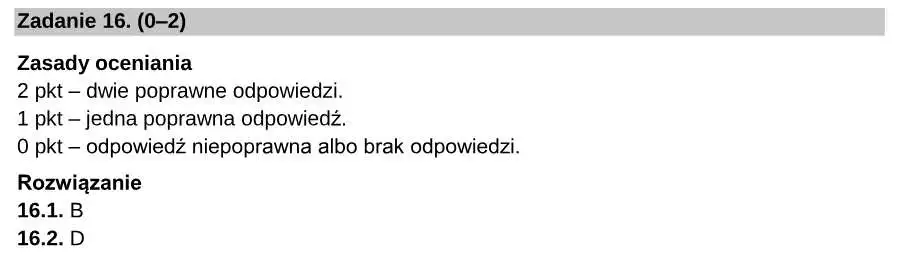 Zadanie 16. (0–2)
Zasady oceniania
2 pkt – dwie poprawne odpowiedzi.
1 pkt – jedna poprawna odpowiedź.
0 pkt – odpowiedź niepoprawna albo brak odpowiedzi.
Rozwiązanie
16.1. B
16.2. D